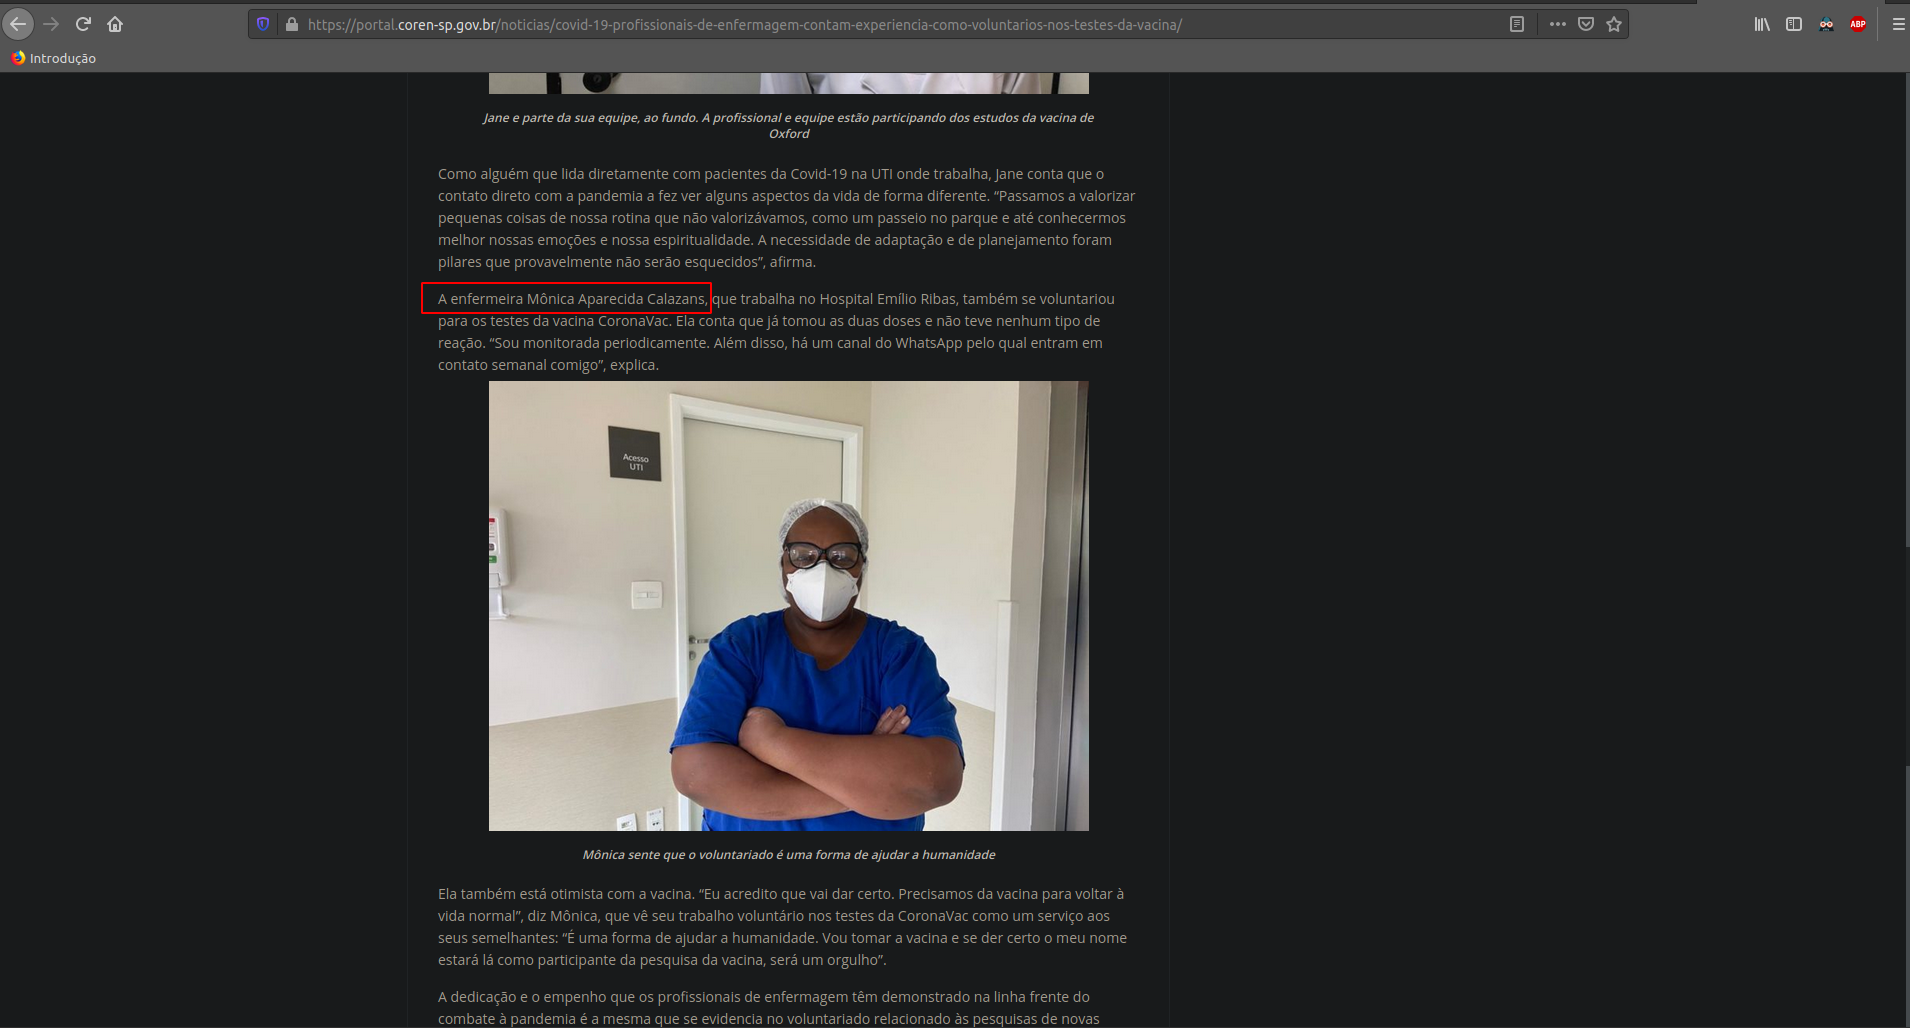 https://portal.coren-sp.gov.br/noticias/covid-19-profissionais-de-enfermagem-contam-experiencia-como-voluntarios-nos-testes-da-vacina/
ABP
Introdução
Jane e parte da sua equipe, ao fundo. A profissional e equipe estão participando dos estudos da vacina de
Oxford
Como alguém que lida diretamente com pacientes da Covid-19 na UTI onde trabalha, Jane conta que o
contato direto com a pandemia a fez ver alguns aspectos da vida de forma diferente. “Passamos a valorizar
pequenas coisas de nossa rotina que não valorizávamos, como um passeio no parque e até conhecermos
melhor nossas emoções e nossa espiritualidade. A necessidade de adaptação e de planejamento foram
pilares que provavelmente não serão esquecidos”, afirma.
A enfermeira Mônica Aparecida Calazans, que trabalha no Hospital Emílio Ribas, também se voluntariou
para os testes da vacina CoronaVac. Ela conta que já tomou as duas doses e não teve nenhum tipo de
reação. “Sou monitorada periodicamente. Além disso, há um canal do WhatsApp pelo qual entram em
contato semanal comigo”, explica.
Acesso
UTI
Mônica sente que o voluntariado é uma forma de ajudar a humanidade
Ela também está otimista com a vacina. “Eu acredito que vai dar certo. Precisamos da vacina para voltar à
vida normal”, diz Mônica, que vê seu trabalho voluntário nos testes da CoronaVac como um serviço aos
seus semelhantes: “É uma forma de ajudar a humanidade. Vou tomar a vacina e se der certo o meu nome
estará lá como participante da pesquisa da vacina, será um orgulho”.
A dedicação e o empenho que os profissionais de enfermagem têm demonstrado na linha frente do
combate à pandemia é a mesma que se evidencia no voluntariado relacionado às pesquisas de novas